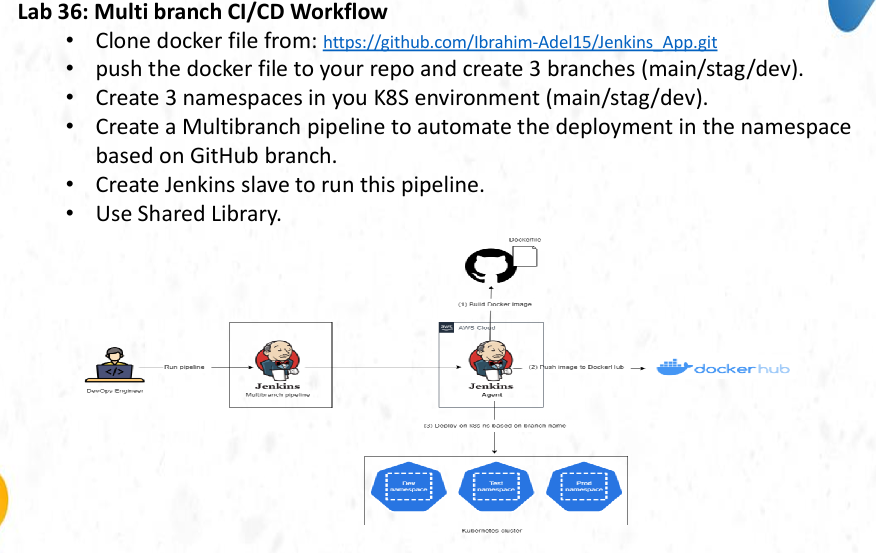 Lab 36: Multi branch CI/CD Workflow
• Clone docker file from: https://github.com/Ibrahim-Adel15/Jenkins_App.git
• push the docker file to your repo and create 3 branches (main/stag/dev).
• Create 3 namespaces in you K8S environment (main/stag/dev).
• Create a Multibranch pipeline to automate the deployment in the namespace
based on GitHub branch.
• Create Jenkins slave to run this pipeline.
• Use Shared Library.
Dockerfile
(1) Build Docker image
aws AWS Cloud
Run pipeline
(2) Push image to DockerHub
dockerhub
</>
DevOps Engineer
Jenkins
Multibranch pipeline
Jenkins
Agent
(3) Deploy on k8s ns based on branch name
Dev
namespace
Test
namespace
Prod
namespace
Kubernetes cluster